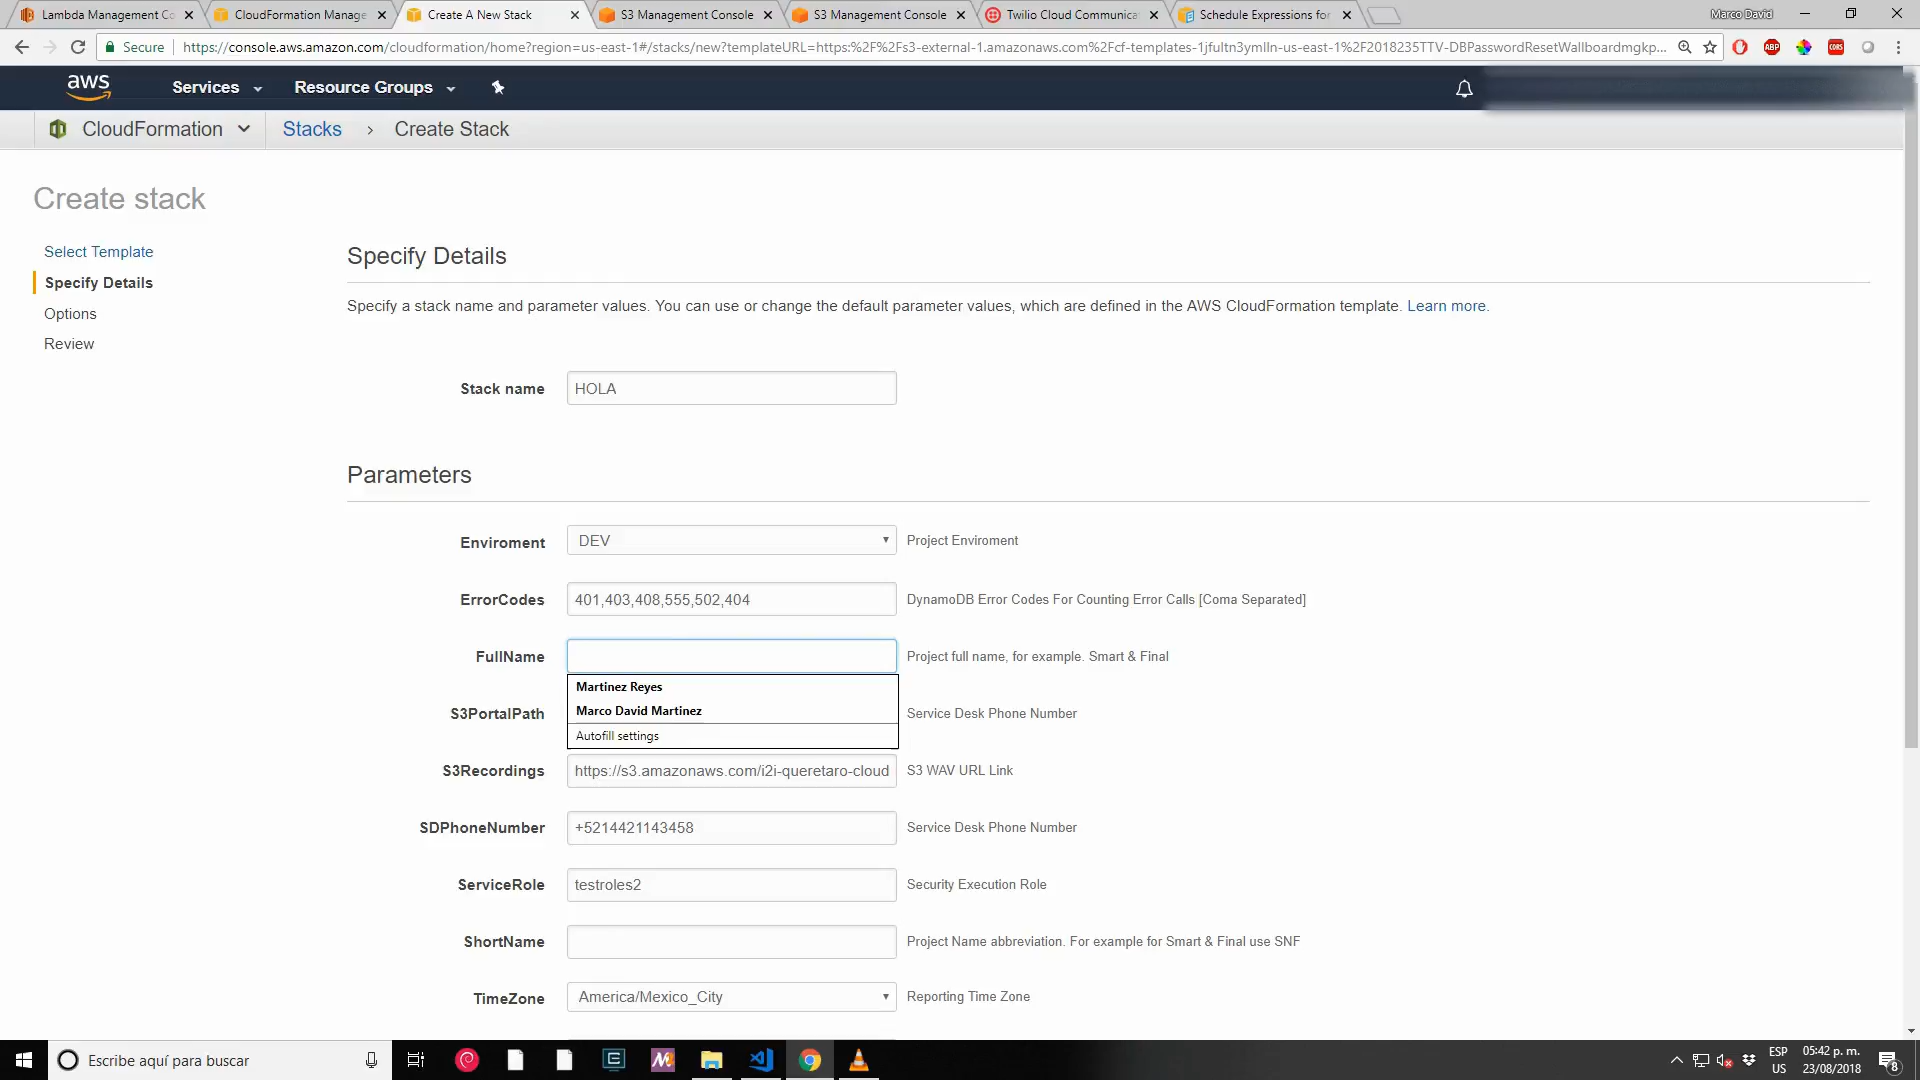 Lambda Management Co
CloudFormation Manage
Create A New Stack
S3 Management Console
S3 Management Console
Twilio Cloud Communica
Schedule Expressions for
Marco David
Secure
https://console.aws.amazon.com/cloudformation/home?region=us-east-1#/stacks/new?templateURL=https:%2F%2Fs3-external-1.amazonaws.com%2Fcf-templates-1jfultn3ymlln-us-east-1%2F2018235TTV-DBPasswordResetWallboardmgkp...
ABP
CORS
aws
Services
Resource Groups
CloudFormation
Stacks
Create Stack
Create stack
Select Template
Specify Details
Options
Review
Specify Details
Specify a stack name and parameter values. You can use or change the default parameter values, which are defined in the AWS CloudFormation template. Learn more.
Stack name
HOLA
Parameters
Enviroment
DEV
Project Enviroment
ErrorCodes
401,403,408,555,502,404
DynamoDB Error Codes For Counting Error Calls [Coma Separated]
FullName
Project full name, for example. Smart & Final
Martinez Reyes
Marco David Martinez
Autofill settings
S3PortalPath
Service Desk Phone Number
S3Recordings
https://s3.amazonaws.com/i2i-queretaro-cloud
S3 WAV URL Link
SDPhoneNumber
+5214421143458
Service Desk Phone Number
ServiceRole
testroles2
Security Execution Role
ShortName
Project Name abbreviation. For example for Smart & Final use SNF
TimeZone
America/Mexico_City
Reporting Time Zone
Escribe aquí para buscar
ESP
US
05:42 p. m.
23/08/2018
8